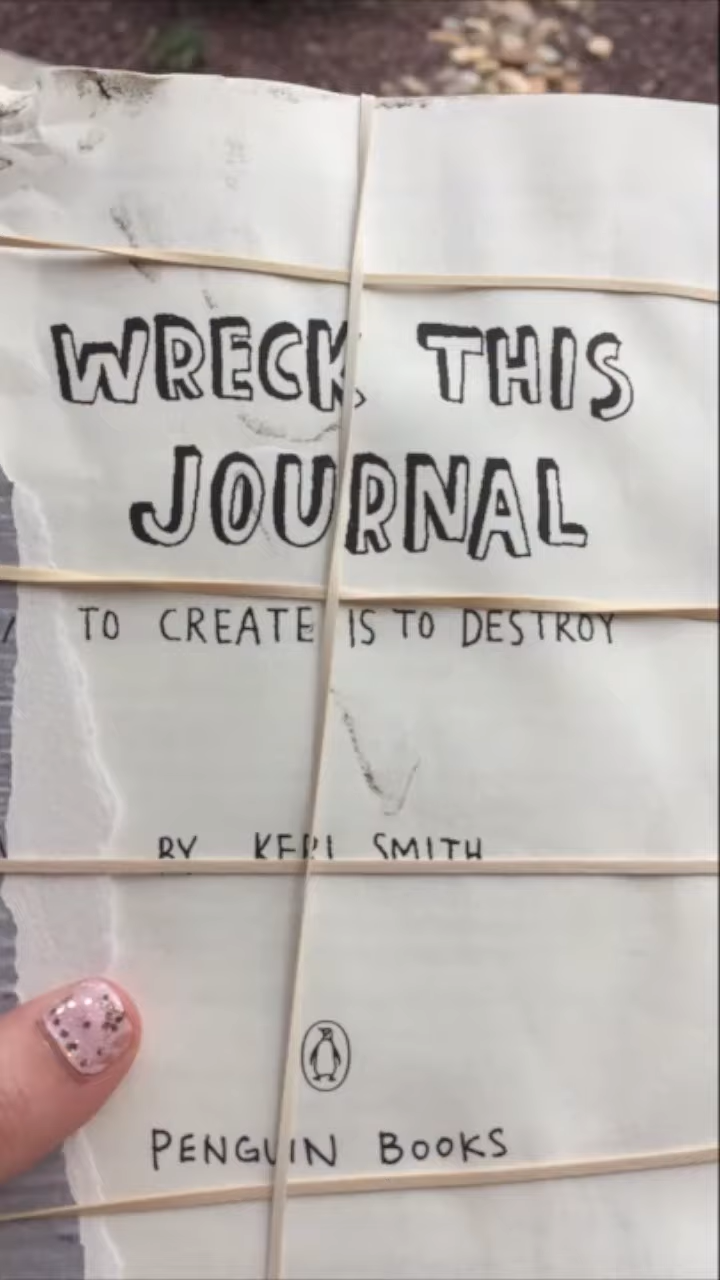 WRECK THIS
JOURNAL
TO CREATE IS TO DESTROY
BY KERI SMITH
PENGUIN BOOKS